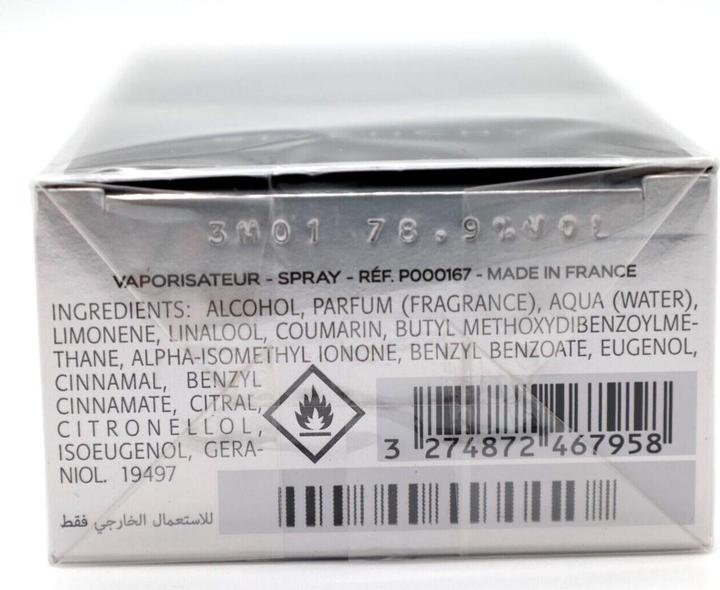 3M01 78.9%VOL
VAPORISATEUR - SPRAY - RÉF. P000167 - MADE IN FRANCE
INGREDIENTS: ALCOHOL, PARFUM (FRAGRANCE), AQUA (WATER),
LIMONENE, LINALOOL, COUMARIN, BUTYL METHOXYDIBENZOYLME-
THANE, ALPHA-ISOMETHYL IONONE, BENZYL BENZOATE, EUGENOL,
CINNAMAL, BENZYL
CINNAMATE, CITRAL,
CITRONELLOL,
ISOEUGENOL, GERA-
NIOL. 19497
3 274872 467958
للاستعمال الخارجي فقط